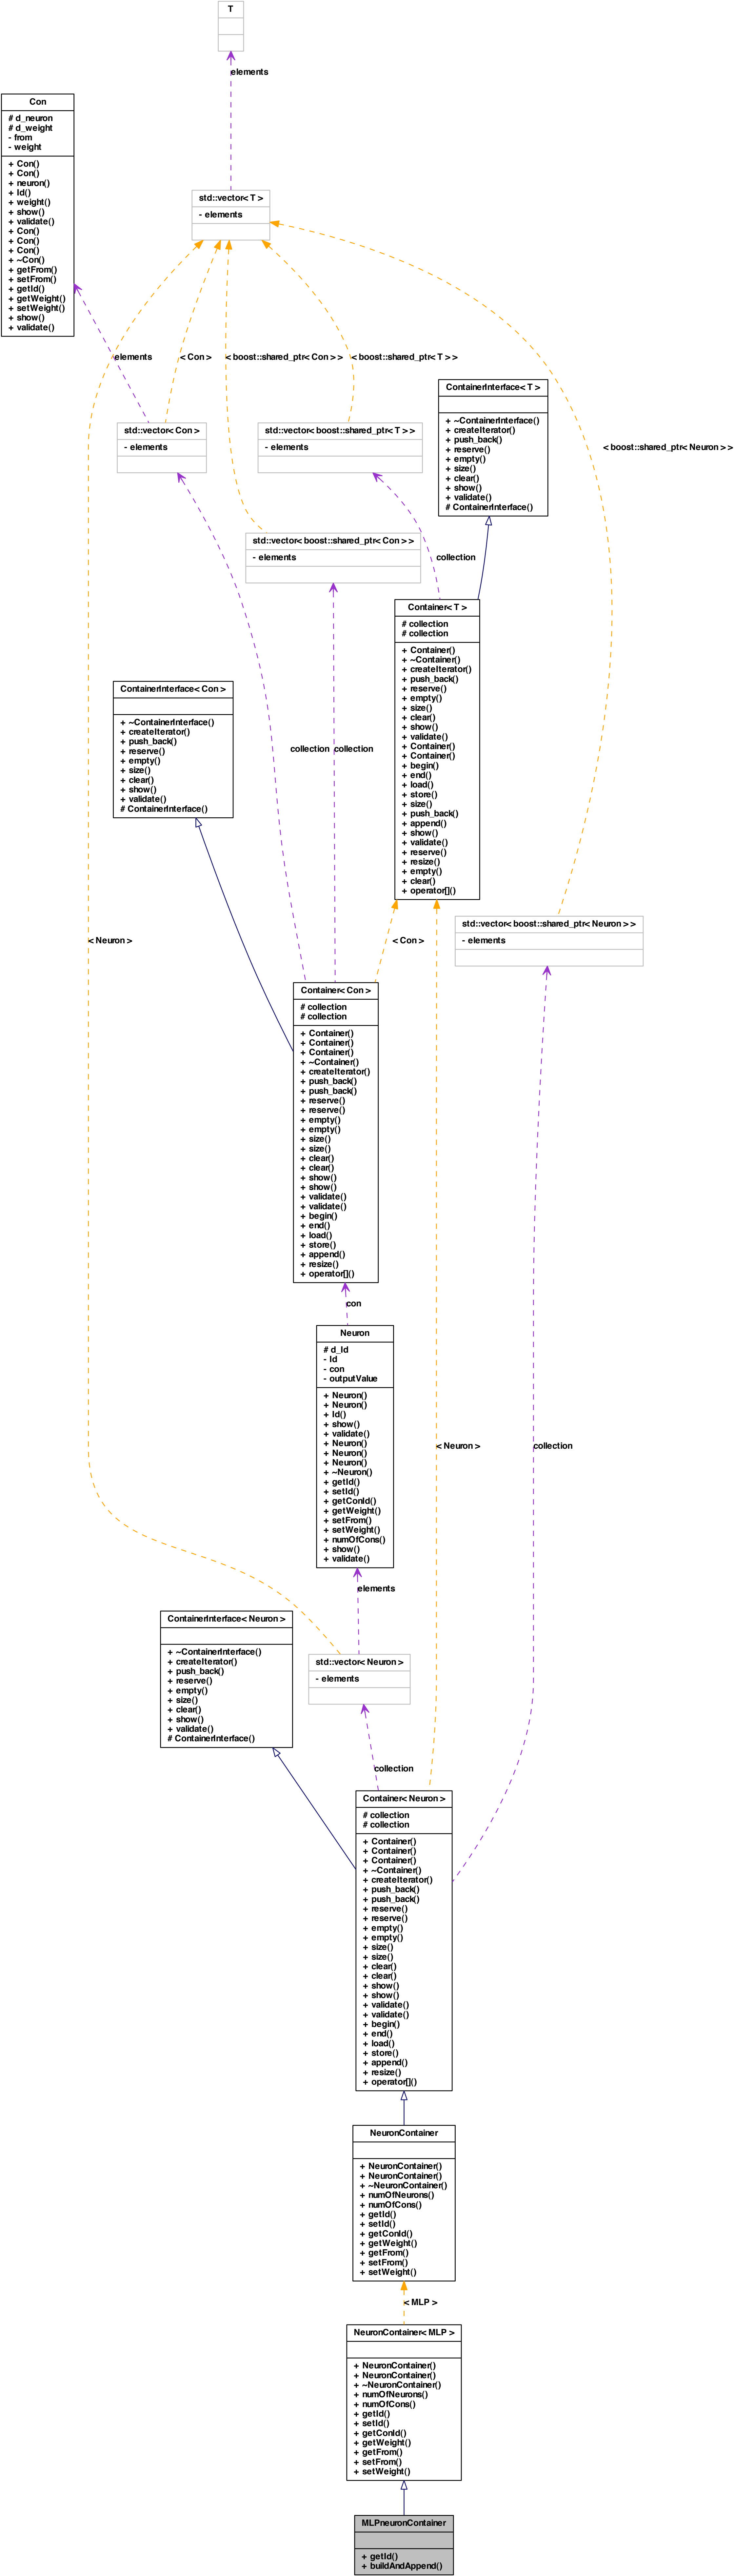 T
elements
Con
# d_neuron
# d_weight
- from
- weight
+ Con()
+ Con()
+ neuron()
+ Id()
+ weight()
+ show()
+ validate()
+ Con()
+ Con()
+ Con()
+ ~Con()
+ getFrom()
+ setFrom()
+ getId()
+ getWeight()
+ setWeight()
+ show()
+ validate()
std::vector< T >
- elements
elements
< Con >
< boost::shared_ptr< Con > >
< boost::shared_ptr< T > >
ContainerInterface< T >
+ ~ContainerInterface()
+ createIterator()
+ push_back()
+ reserve()
+ empty()
+ size()
+ clear()
+ show()
+ validate()
# ContainerInterface()
std::vector< Con >
- elements
std::vector< boost::shared_ptr< T > >
- elements
< boost::shared_ptr< Neuron > >
std::vector< boost::shared_ptr< Con > >
- elements
collection
Container< T >
# collection
# collection
+ Container()
+ ~Container()
+ createIterator()
+ push_back()
+ reserve()
+ empty()
+ size()
+ clear()
+ show()
+ validate()
+ Container()
+ Container()
+ begin()
+ end()
+ load()
+ store()
+ size()
+ push_back()
+ append()
+ show()
+ validate()
+ reserve()
+ resize()
+ empty()
+ clear()
+ operator[]()
ContainerInterface< Con >
+ ~ContainerInterface()
+ createIterator()
+ push_back()
+ reserve()
+ empty()
+ size()
+ clear()
+ show()
+ validate()
# ContainerInterface()
collection
collection
std::vector< boost::shared_ptr< Neuron > >
- elements
< Neuron >
< Con >
Container< Con >
# collection
# collection
+ Container()
+ Container()
+ Container()
+ ~Container()
+ createIterator()
+ push_back()
+ push_back()
+ reserve()
+ reserve()
+ empty()
+ empty()
+ size()
+ size()
+ clear()
+ clear()
+ show()
+ show()
+ validate()
+ validate()
+ begin()
+ end()
+ load()
+ store()
+ append()
+ resize()
+ operator[]()
con
Neuron
# d_Id
- Id
- con
- outputValue
+ Neuron()
+ Neuron()
+ Id()
+ show()
+ validate()
+ Neuron()
+ Neuron()
+ Neuron()
+ ~Neuron()
+ getId()
+ setId()
+ getConId()
+ getWeight()
+ setFrom()
+ setWeight()
+ numOfCons()
+ show()
+ validate()
< Neuron >
collection
elements
ContainerInterface< Neuron >
+ ~ContainerInterface()
+ createIterator()
+ push_back()
+ reserve()
+ empty()
+ size()
+ clear()
+ show()
+ validate()
# ContainerInterface()
std::vector< Neuron >
- elements
collection
Container< Neuron >
# collection
# collection
+ Container()
+ Container()
+ Container()
+ ~Container()
+ createIterator()
+ push_back()
+ push_back()
+ reserve()
+ reserve()
+ empty()
+ empty()
+ size()
+ size()
+ clear()
+ clear()
+ show()
+ show()
+ validate()
+ validate()
+ begin()
+ end()
+ load()
+ store()
+ append()
+ resize()
+ operator[]()
NeuronContainer
+ NeuronContainer()
+ NeuronContainer()
+ ~NeuronContainer()
+ numOfNeurons()
+ numOfCons()
+ getId()
+ setId()
+ getConId()
+ getWeight()
+ getFrom()
+ setFrom()
+ setWeight()
< MLP >
NeuronContainer< MLP >
+ NeuronContainer()
+ NeuronContainer()
+ ~NeuronContainer()
+ numOfNeurons()
+ numOfCons()
+ getId()
+ setId()
+ getConId()
+ getWeight()
+ getFrom()
+ setFrom()
+ setWeight()
MLPneuronContainer
+ getId()
+ buildAndAppend()